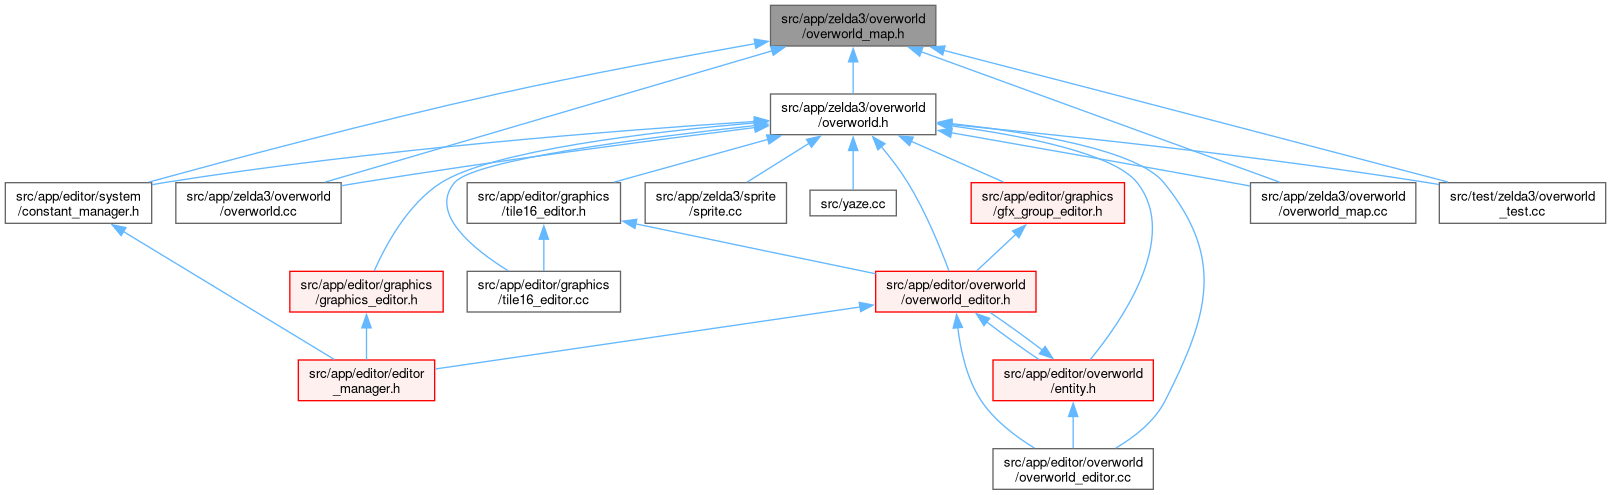 src/app/zelda3/overworld
/overworld_map.h
src/app/zelda3/overworld
/overworld.h
src/app/editor/system
/constant_manager.h
src/app/zelda3/overworld
/overworld.cc
src/app/editor/graphics
/tile16_editor.h
src/app/zelda3/sprite
/sprite.cc
src/yaze.cc
src/app/editor/graphics
/gfx_group_editor.h
src/app/zelda3/overworld
/overworld_map.cc
src/test/zelda3/overworld
_test.cc
src/app/editor/graphics
/graphics_editor.h
src/app/editor/graphics
/tile16_editor.cc
src/app/editor/overworld
/overworld_editor.h
src/app/editor/editor
_manager.h
src/app/editor/overworld
/entity.h
src/app/editor/overworld
/overworld_editor.cc